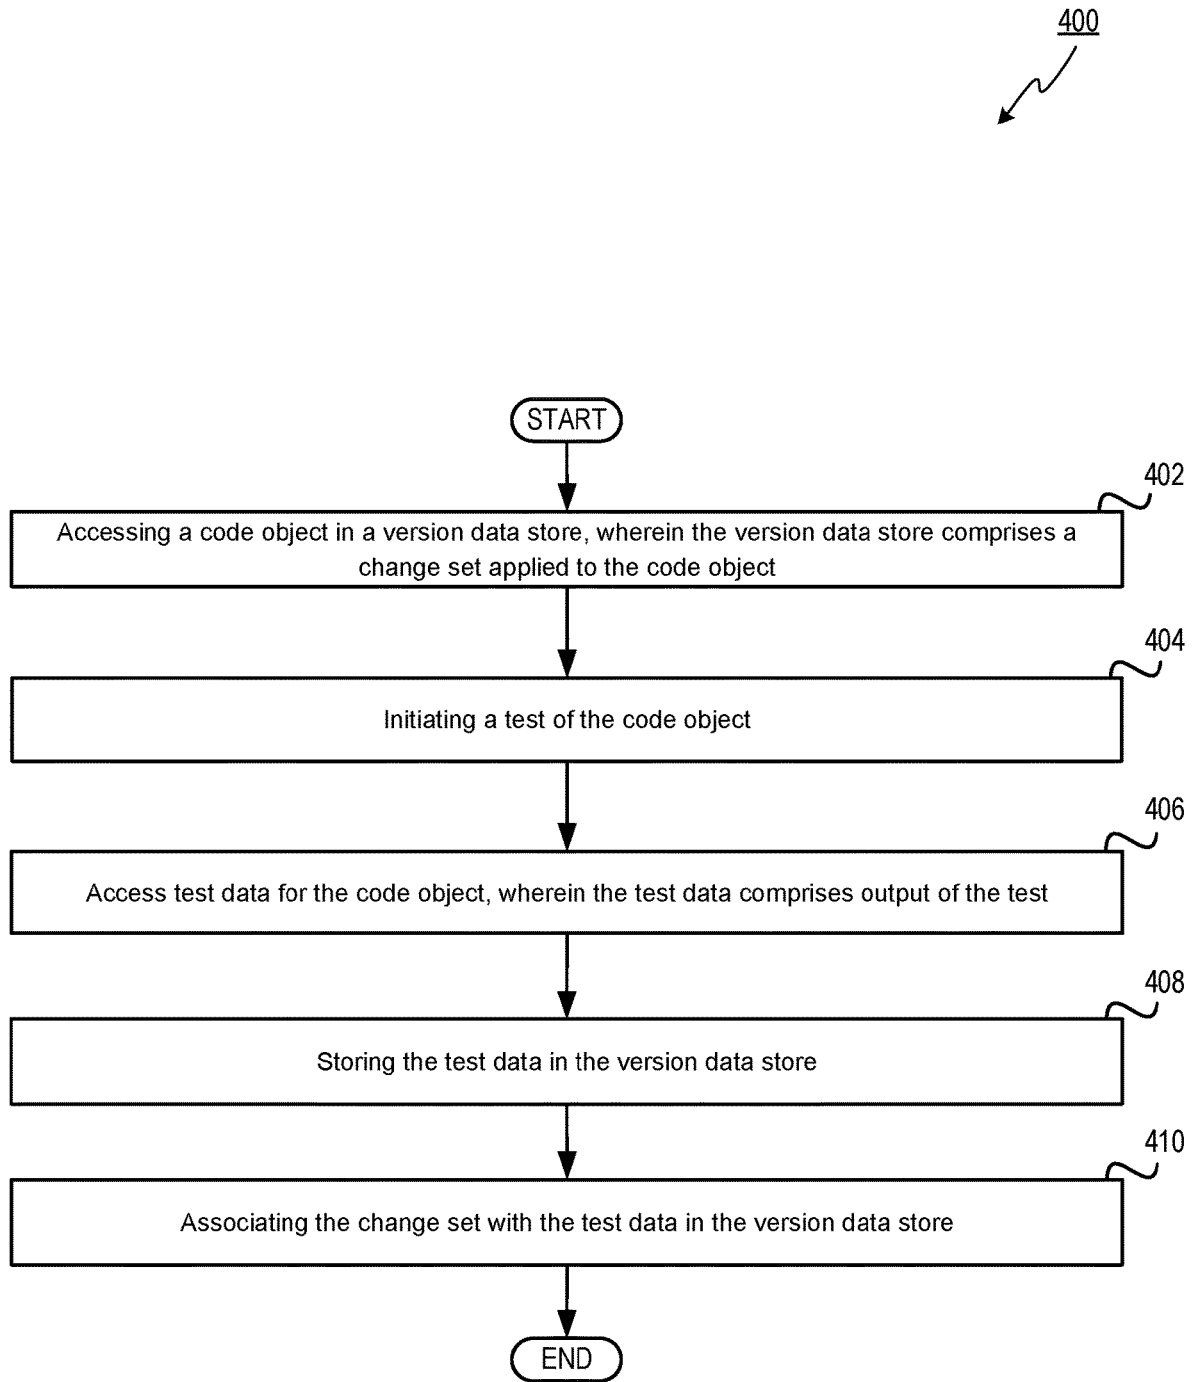 400
START
402
Accessing a code object in a version data store, wherein the version data store comprises a
change set applied to the code object
404
Initiating a test of the code object
406
Access test data for the code object, wherein the test data comprises output of the test
408
Storing the test data in the version data store
410
Associating the change set with the test data in the version data store
END